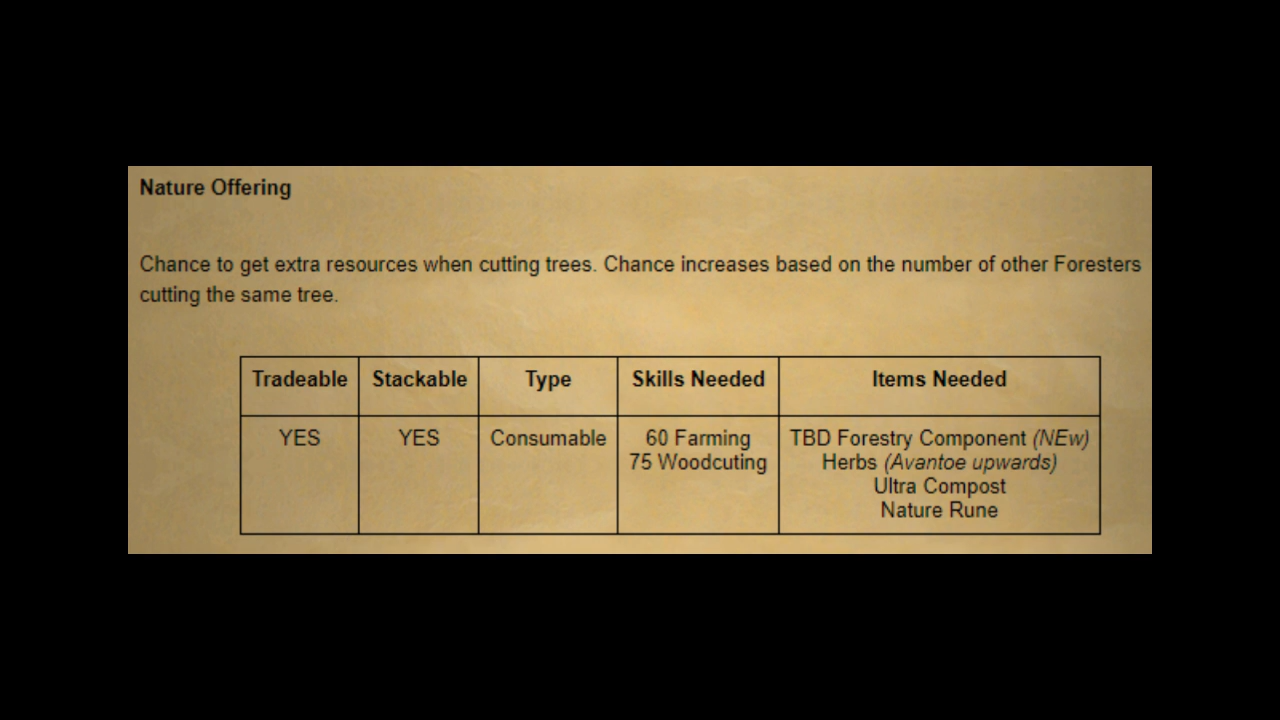 Nature Offering
Chance to get extra resources when cutting trees. Chance increases based on the number of other Foresters
cutting the same tree.
Tradeable Stackable Type Skills Needed Items Needed
YES YES Consumable 60 Farming TBD Forestry Component (NEw)
75 Woodcuting Herbs (Avantoe upwards)
Ultra Compost
Nature Rune